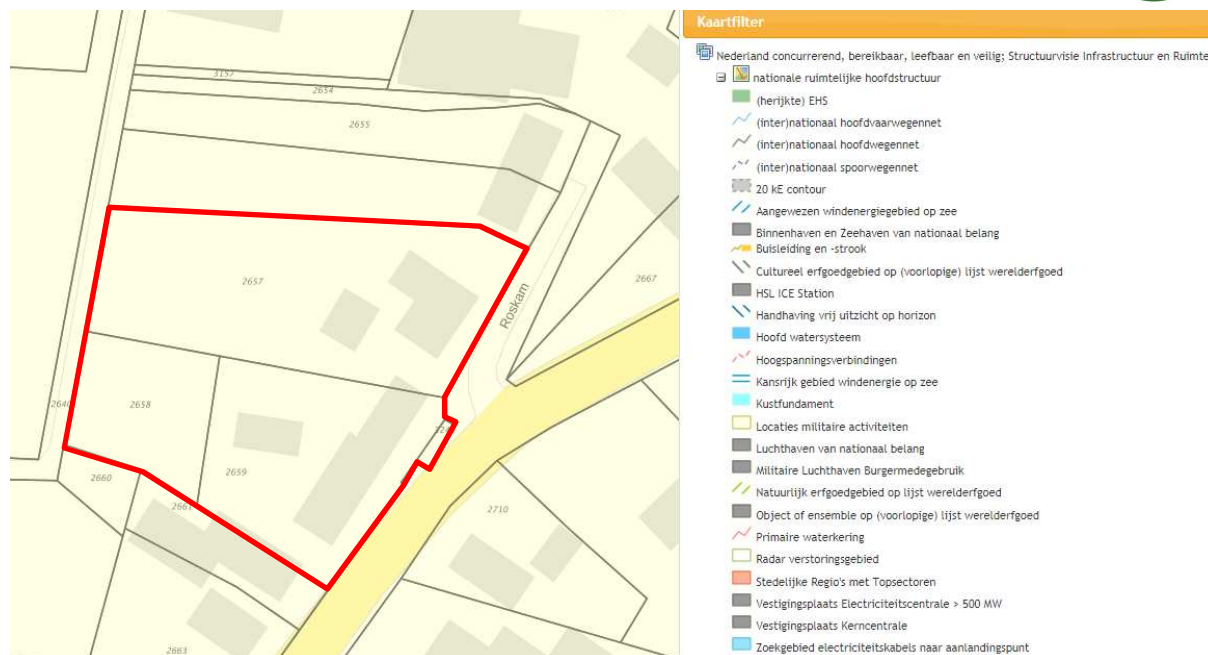 3157
2654
2655
2657
2667
Roskam
2640
2658
2659
2660
2661
2710
2663
Kaartfilter
Nederland concurrerend, bereikbaar, leefbaar en veilig; Structuurvisie Infrastructuur en Ruimte
nationale ruimtelijke hoofdstructuur
(herijkte) EHS
(inter)nationaal hoofdvaarwegennet
(inter)nationaal hoofdwegennet
(inter)nationaal spoorwegennet
20 kE contour
Aangewezen windenergiegebied op zee
Binnenhaven en Zeehaven van nationaal belang
Buisleiding en -strook
Cultureel erfgoedgebied op (voorlopige) lijst werelderfgoed
HSL ICE Station
Handhaving vrij uitzicht op horizon
Hoofd watersysteem
Hoogspanningsverbindingen
Kansrijk gebied windenergie op zee
Kustfundament
Locaties militaire activiteiten
Luchthaven van nationaal belang
Militaire Luchthaven Burgermedegebruik
Natuurlijk erfgoedgebied op lijst werelderfgoed
Object of ensemble op (voorlopige) lijst werelderfgoed
Primaire waterkering
Radar verstoringsgebied
Stedelijke Regio's met Topsectoren
Vestigingsplaats Electriciteitscentrale > 500 MW
Vestigingsplaats Kerncentrale
Zoekgebied electriciteitskabels naar aanlandingspunt